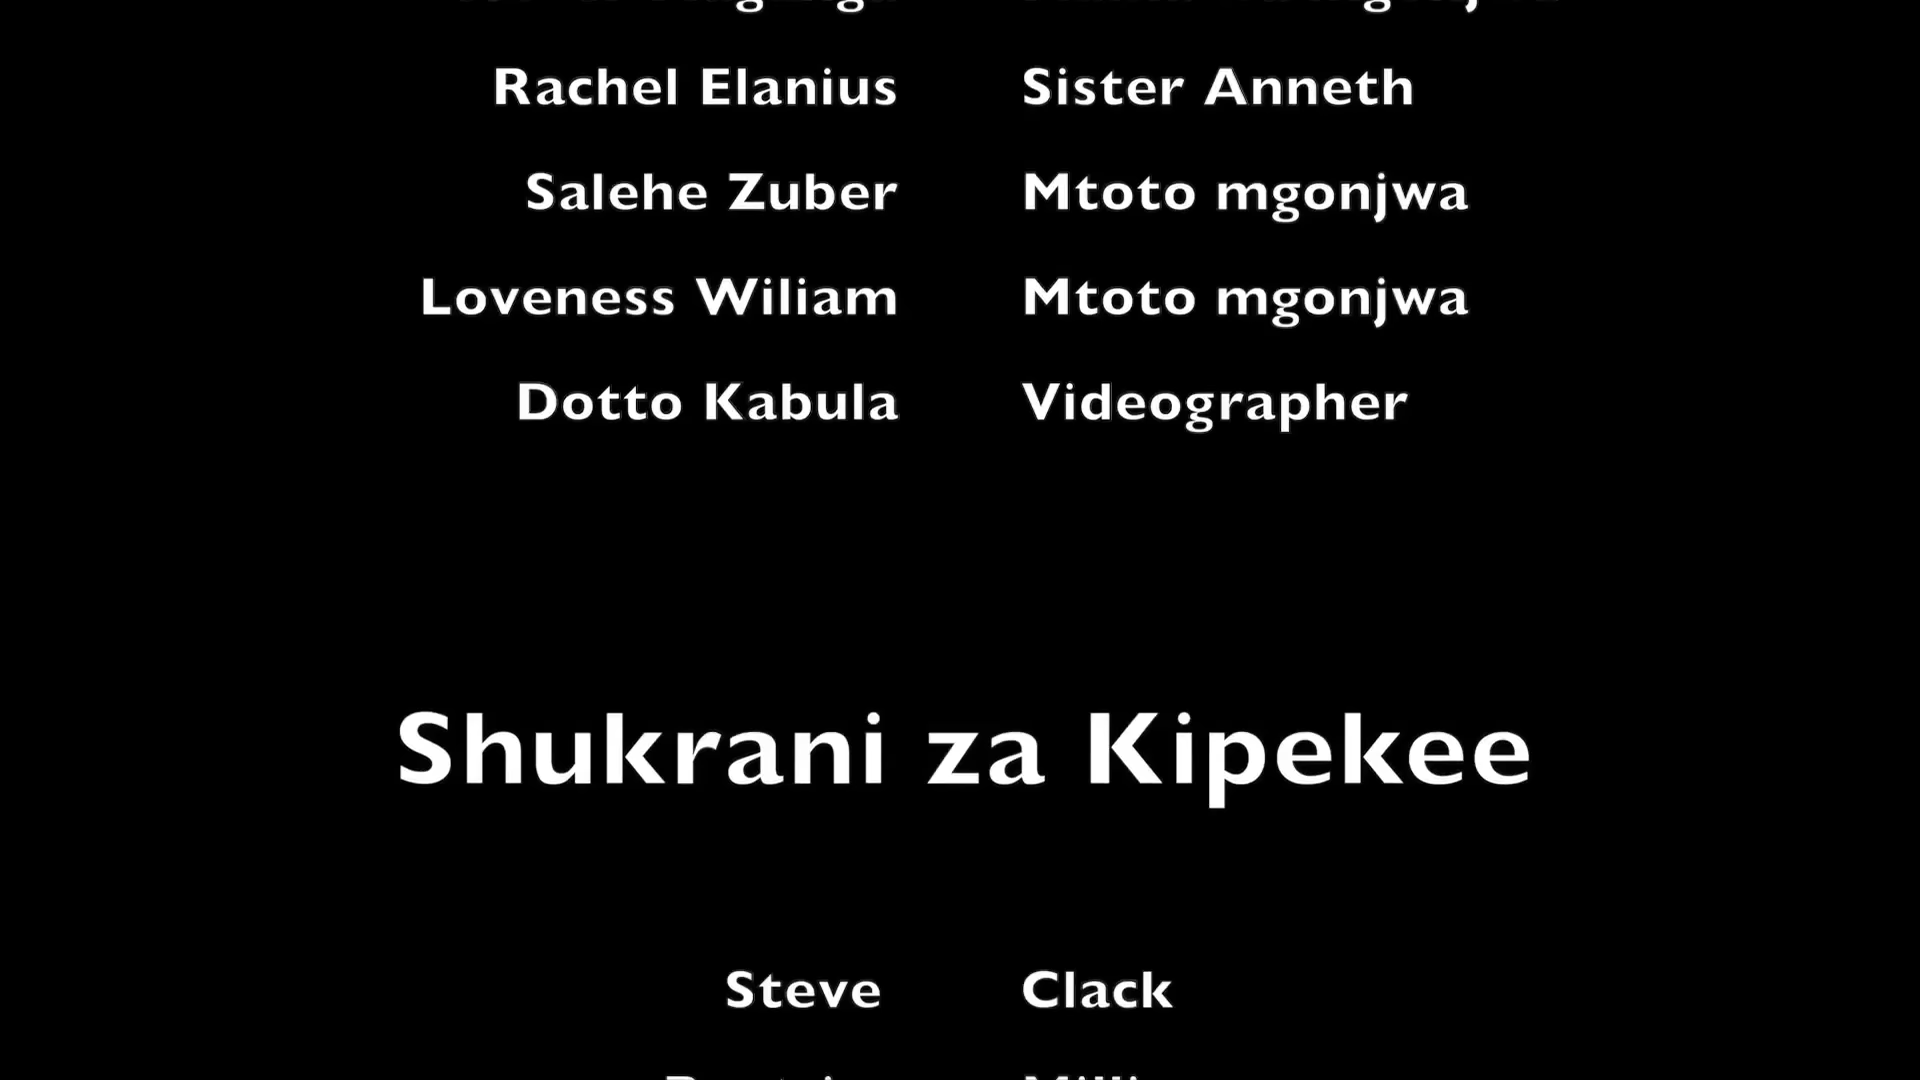 Rachel Elanius Sister Anneth
Salehe Zuber Mtoto mgonjwa
Loveness Wiliam Mtoto mgonjwa
Dotto Kabula Videographer
Shukrani za Kipekee
Steve Clack